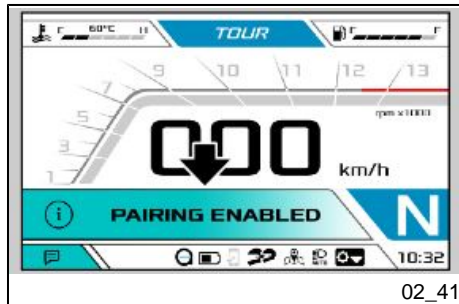 60°C H TOUR F
9 10 11 12 13
7
5 rpm x1000
3
1
000 km/h
PAIRING ENABLED N
10:32
02_41